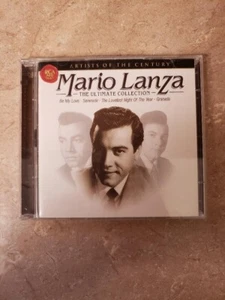 ARTISTS OF THE CENTURY
RCA
Mario Lanza
THE ULTIMATE COLLECTION
Be My Love · Serenade · The Loveliest Night Of The Year · Granada